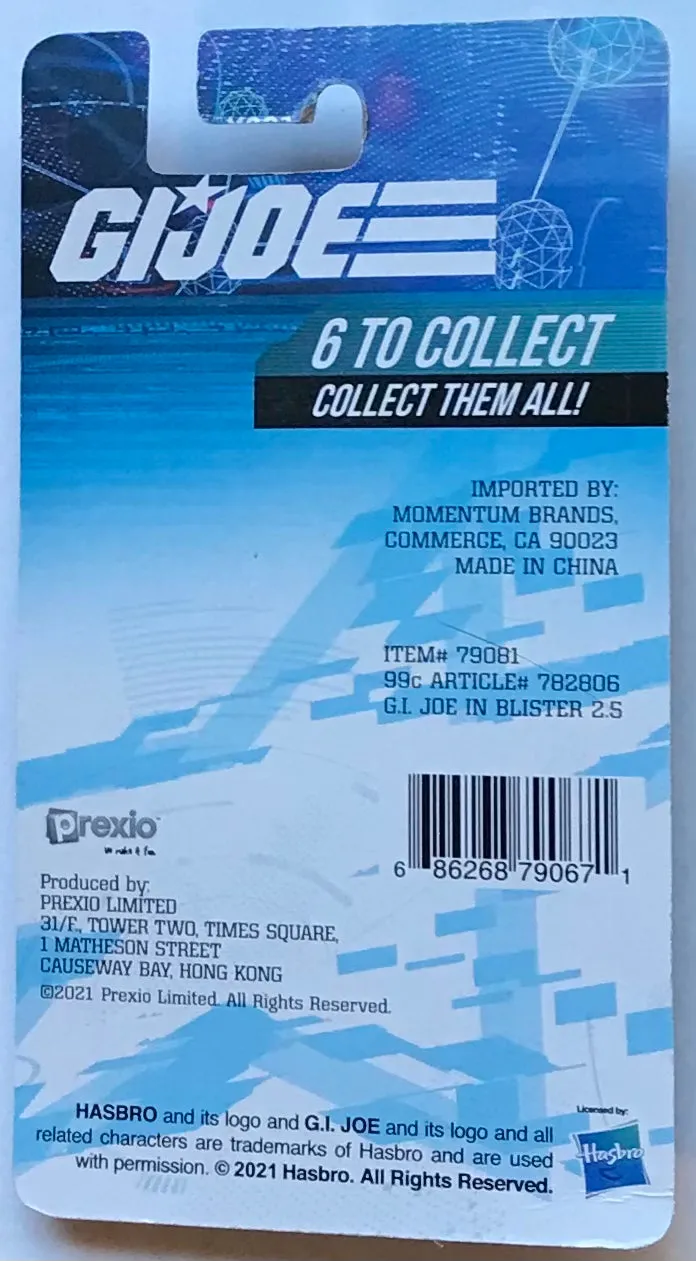 GIJOE
6 TO COLLECT
COLLECT THEM ALL!
IMPORTED BY:
MOMENTUM BRANDS,
COMMERCE, CA 90023
MADE IN CHINA
ITEM# 79081
99c ARTICLE# 782806
G.I. JOE IN BLISTER 2.5
6 86268 79067 1
prexio™
Produced by:
PREXIO LIMITED
31/F., TOWER TWO, TIMES SQUARE,
1 MATHESON STREET
CAUSEWAY BAY, HONG KONG
©2021 Prexio Limited. All Rights Reserved.
Licensed by:
Hasbro
HASBRO and its logo and G.I. JOE and its logo and all
related characters are trademarks of Hasbro and are used
with permission. © 2021 Hasbro. All Rights Reserved.